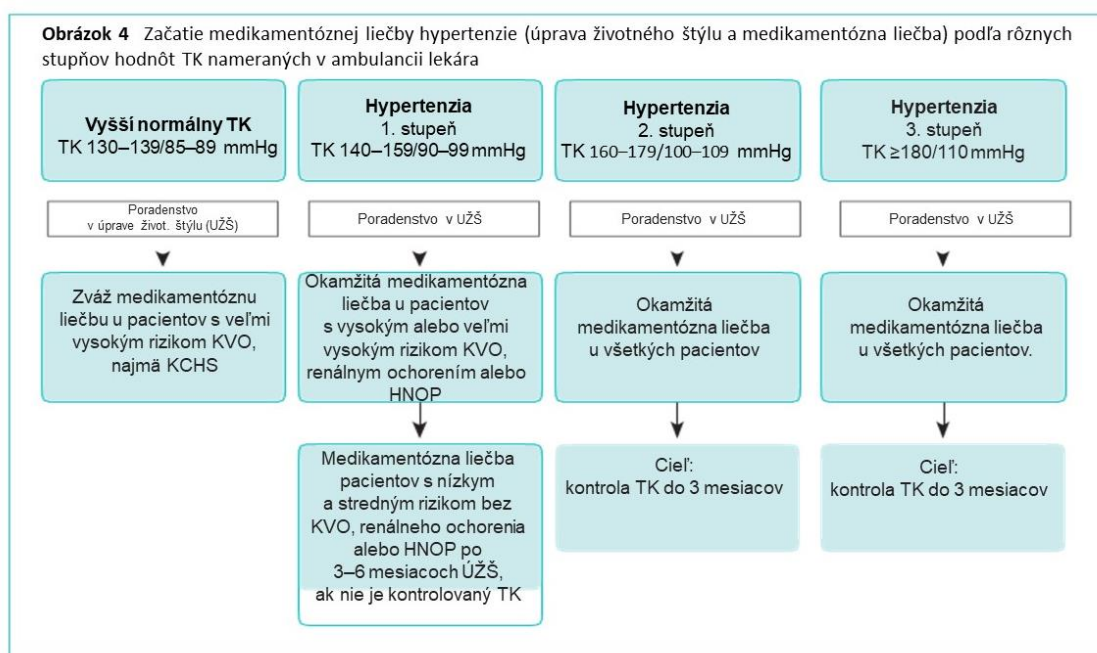 Obrázok 4 Začatie medikamentóznej liečby hypertenzie (úprava životného štýlu a medikamentózna liečba) podľa rôznych
stupňov hodnôt TK nameraných v ambulancii lekára
Vyšší normálny TK
TK 130–139/85–89 mmHg
Hypertenzia
1. stupeň
TK 140–159/90–99 mmHg
Hypertenzia
2. stupeň
TK 160–179/100–109 mmHg
Hypertenzia
3. stupeň
TK ≥180/110 mmHg
Poradenstvo
v úprave život. štýlu (UŽŠ)
Poradenstvo v UŽŠ
Poradenstvo v UŽŠ
Poradenstvo v UŽŠ
Zváž medikamentóznu
liečbu u pacientov s veľmi
vysokým rizikom KVO,
najmä KCHS
Okamžitá medikamentózna
liečba u pacientov
s vysokým alebo veľmi
vysokým rizikom KVO,
renálnym ochorením alebo
HNOP
Okamžitá
medikamentózna liečba
u všetkých pacientov
Okamžitá
medikamentózna liečba
u všetkých pacientov.
Medikamentózna liečba
pacientov s nízkym
a stredným rizikom bez
KVO, renálneho ochorenia
alebo HNOP po
3–6 mesiacoch ÚŽŠ,
ak nie je kontrolovaný TK
Cieľ:
kontrola TK do 3 mesiacov
Cieľ:
kontrola TK do 3 mesiacov